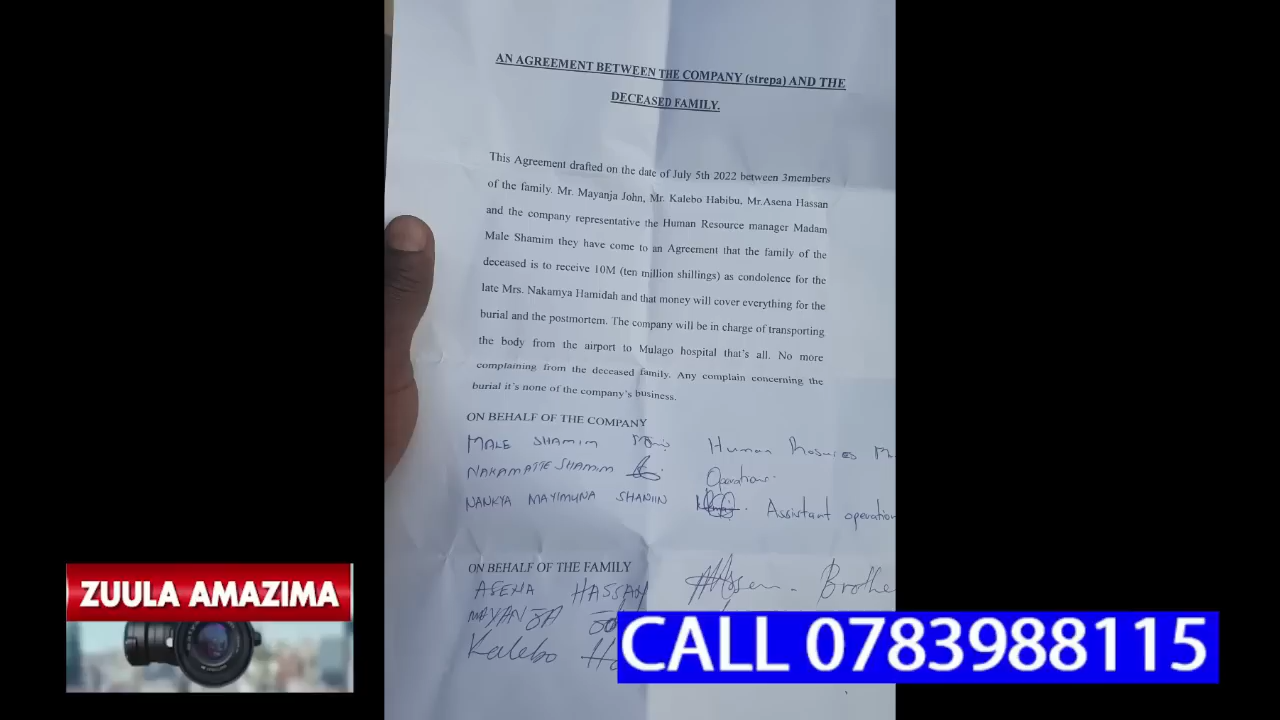 AN AGREEMENT BETWEEN THE COMPANY (strepa) AND THE
DECEASED FAMILY.
This Agreement drafted on the date of July 5th 2022 between 3members
of the family. Mr. Mayanja John, Mr. Kalebo Habibu, Mr.Asena Hassan
and the company representative the Human Resource manager Madam
Male Shamim they have come to an Agreement that the family of the
deceased is to receive 10M (ten million shillings) as condolence for the
late Mrs. Nakamya Hamidah and that money will cover everything for the
burial and the postmortem. The company will be in charge of transporting
the body from the airport to Mulago hospital that's all. No more
complaining from the deceased family. Any complain concerning the
burial it's none of the company's business.
ON BEHALF OF THE COMPANY
MALE SHAMIM Human
NAKAMATTE SHAMIM Operations.
NANKYA MAYIMUNA SHANIIN Assistant operation
ON BEHALF OF THE FAMILY
ASENA HASSAN Brothe
MAYANJA
Kalebo
ZUULA AMAZIMA
CALL 0783988115